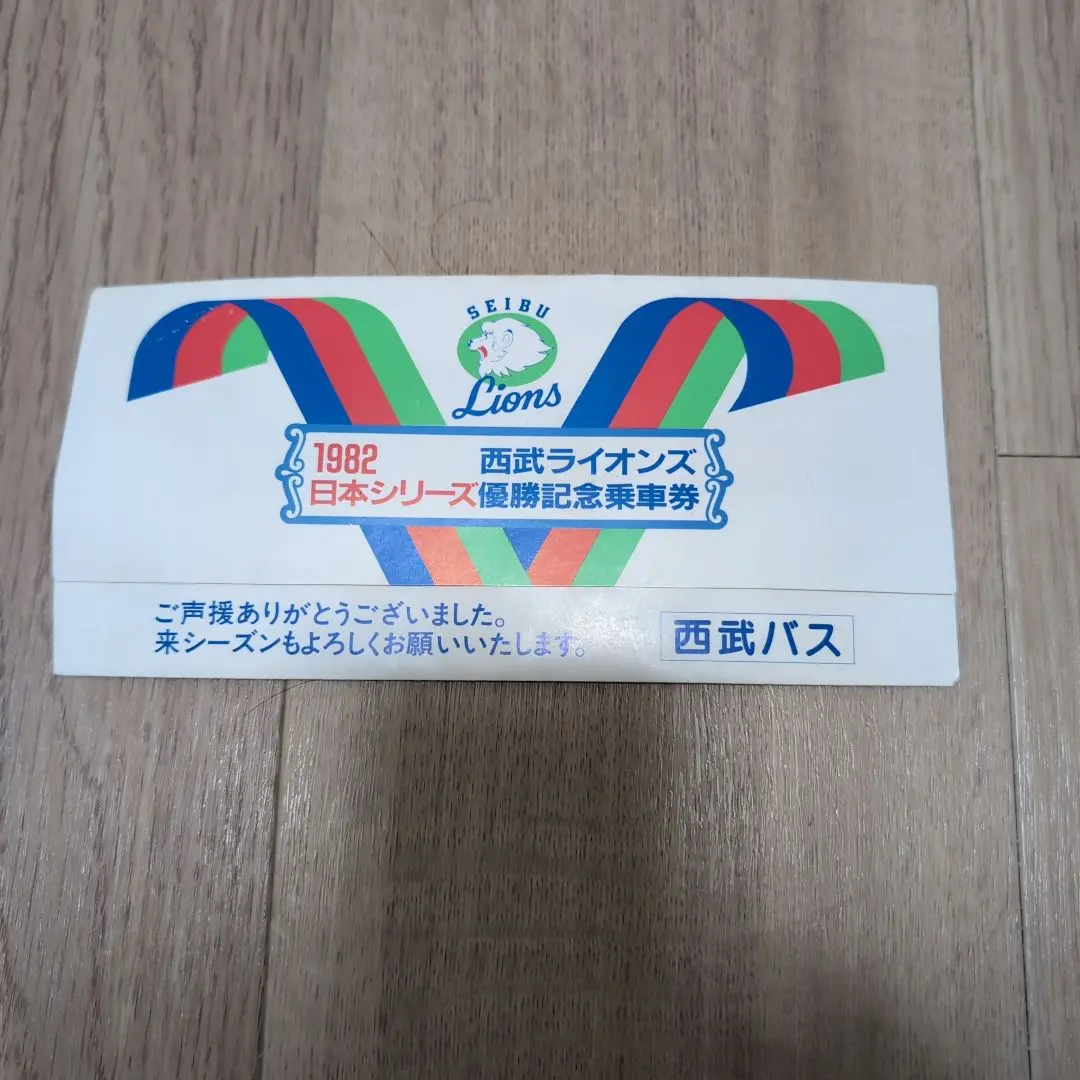 SEIBU
Lions
1982 西武ライオンズ
日本シリーズ優勝記念乗車券
ご声援ありがとうございました。
来シーズンもよろしくお願いいたします。
西武バス